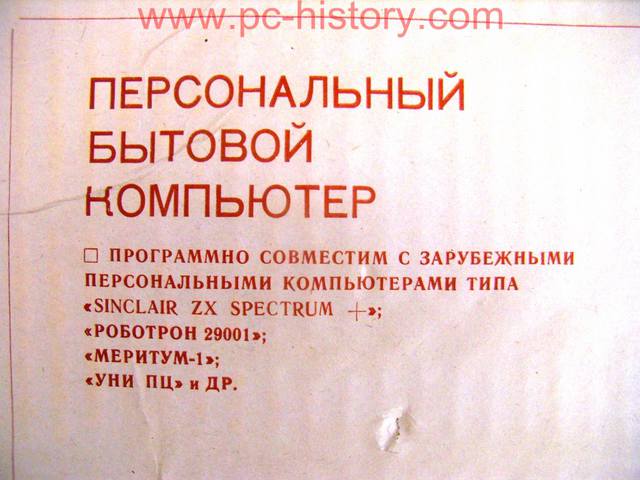 www.pc-history.com
ПЕРСОНАЛЬНЫЙ
БЫТОВОЙ
КОМПЬЮТЕР
□ ПРОГРАММНО СОВМЕСТИМ С ЗАРУБЕЖНЫМИ
ПЕРСОНАЛЬНЫМИ КОМПЬЮТЕРАМИ ТИПА
«SINCLAIR ZX SPECTRUM +»;
«РОБОТРОН 29001»;
«МЕРИТУМ-1»;
«УНИ ПЦ» и ДР.